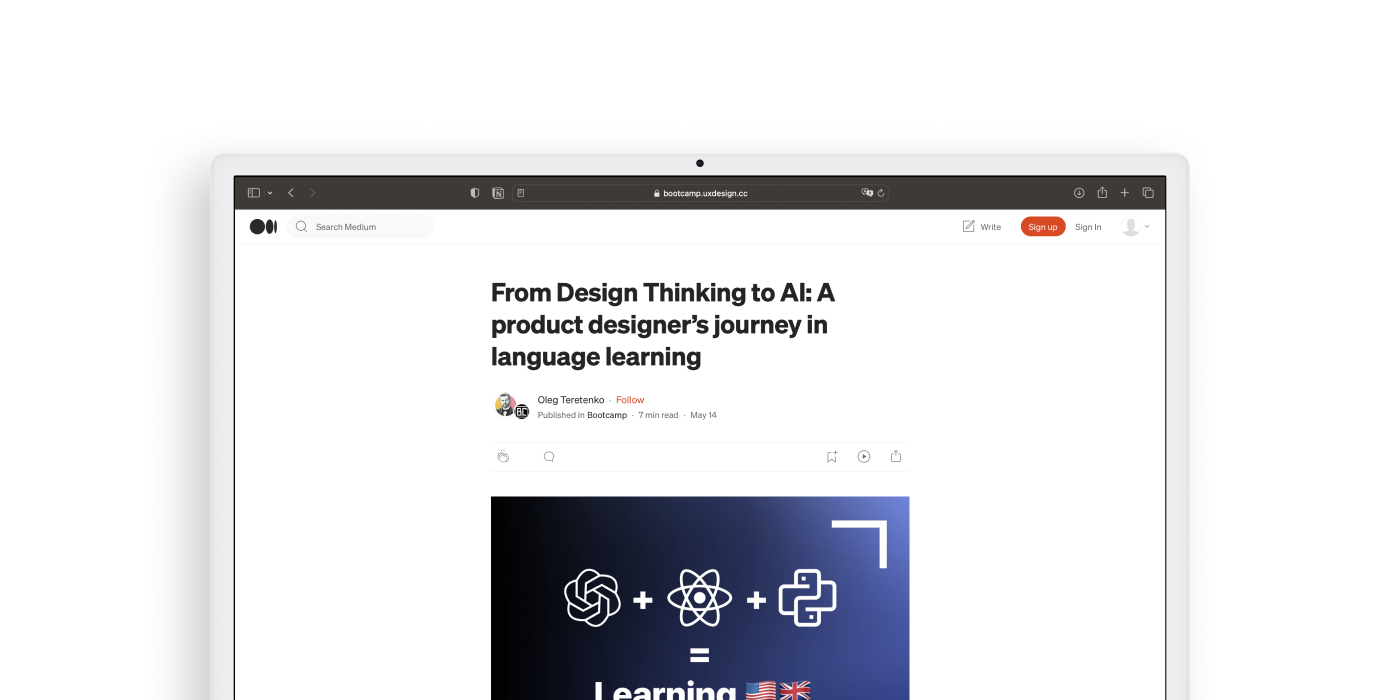 bootcamp.uxdesign.cc
Search Medium
Write
Sign up
Sign In
From Design Thinking to AI: A
product designer’s journey in
language learning
BC
Oleg Teretenko · Follow
Published in Bootcamp · 7 min read · May 14
+ +
=
Learning 🇺🇸🇬🇧